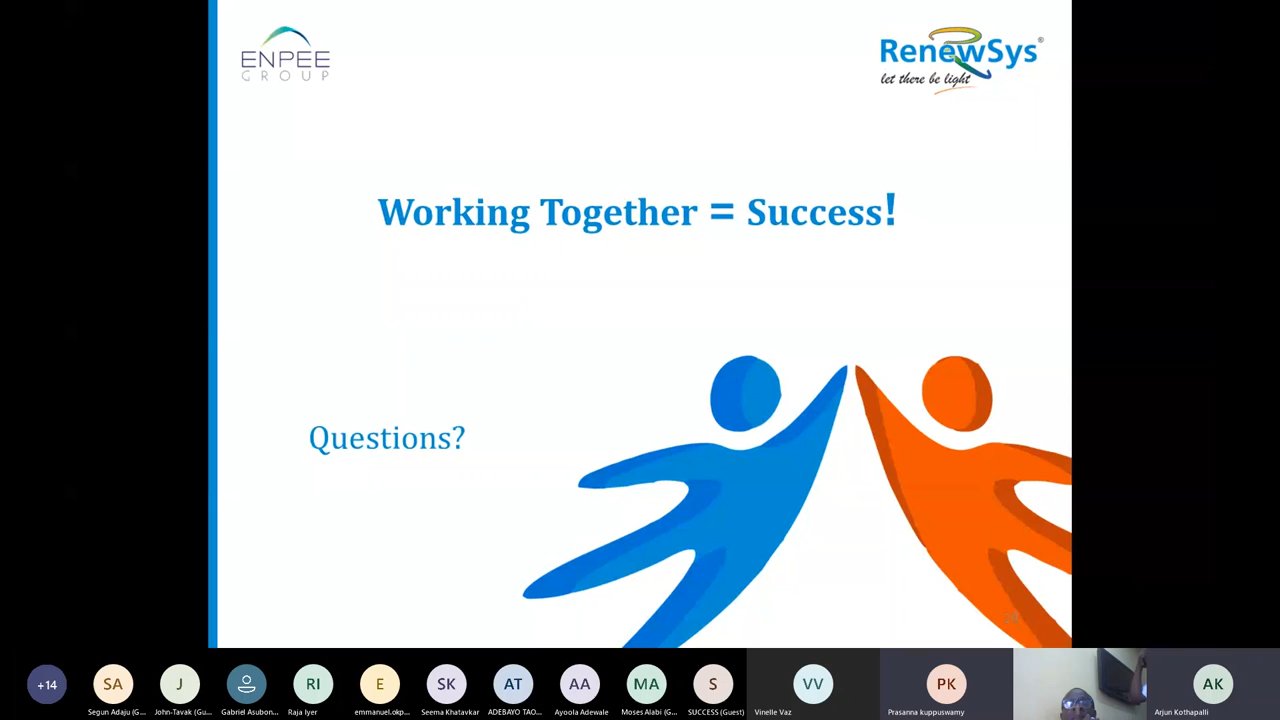 ENPEE
GROUP
RenewSys®
let there be light
Working Together = Success!
Questions?
+14
SA
J
RI
E
SK
AT
AA
MA
S
VV
PK
AK
Segun Adaju (G...
John-Tavak (Gu...
Gabriel Asubon...
Raja Iyer
emmanuel.okp...
Seema Khatavkar
ADEBAYO TAO...
Ayoola Adewale
Moses Alabi (G...
SUCCESS (Guest)
Vinelle Vaz
Prasanna kuppuswamy
Arjun Kothapalli